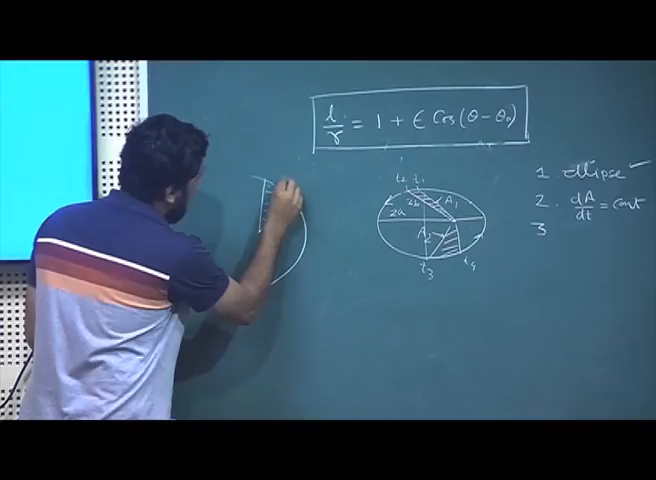 l/r = 1 + ϵ Cos(θ - θ₀)
1. ellipse ✓
2. dA/dt = const
3
t₂ t₁
2b A₁
2a
A₂
t₃ t₄